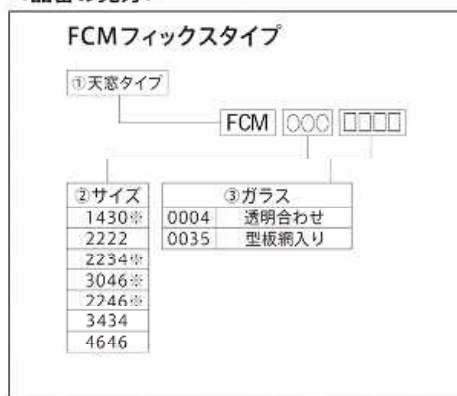 FCMフィックスタイプ
①天窓タイプ
FCM ○○○ □□□□
②サイズ
1430※
2222
2234※
3046※
2246※
3434
4646
③ガラス
0004 透明合わせ
0035 型板網入り